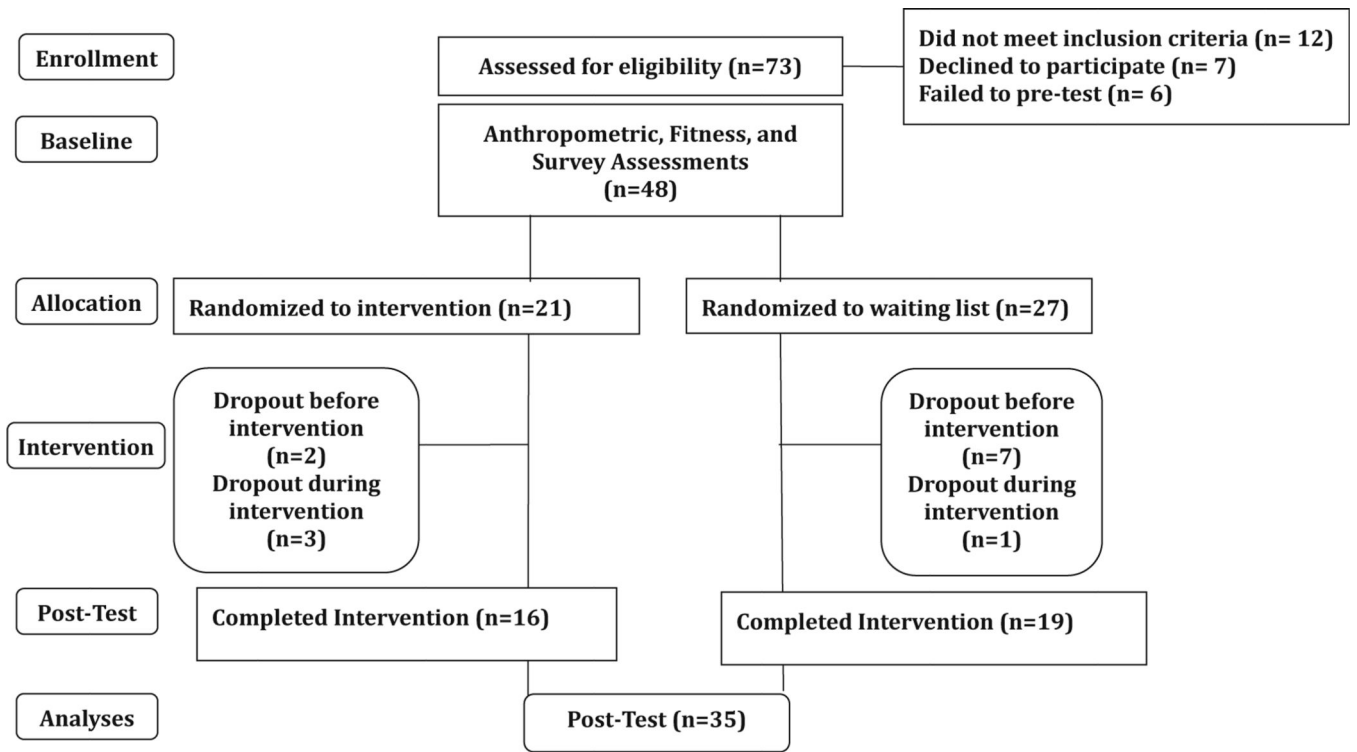 Enrollment
Assessed for eligibility (n=73)
Did not meet inclusion criteria (n= 12)
Declined to participate (n= 7)
Failed to pre-test (n= 6)
Baseline
Anthropometric, Fitness, and
Survey Assessments
(n=48)
Allocation
Randomized to intervention (n=21)
Randomized to waiting list (n=27)
Intervention
Dropout before
intervention
(n=2)
Dropout during
intervention
(n=3)
Dropout before
intervention
(n=7)
Dropout during
intervention
(n=1)
Post-Test
Completed Intervention (n=16)
Completed Intervention (n=19)
Analyses
Post-Test (n=35)